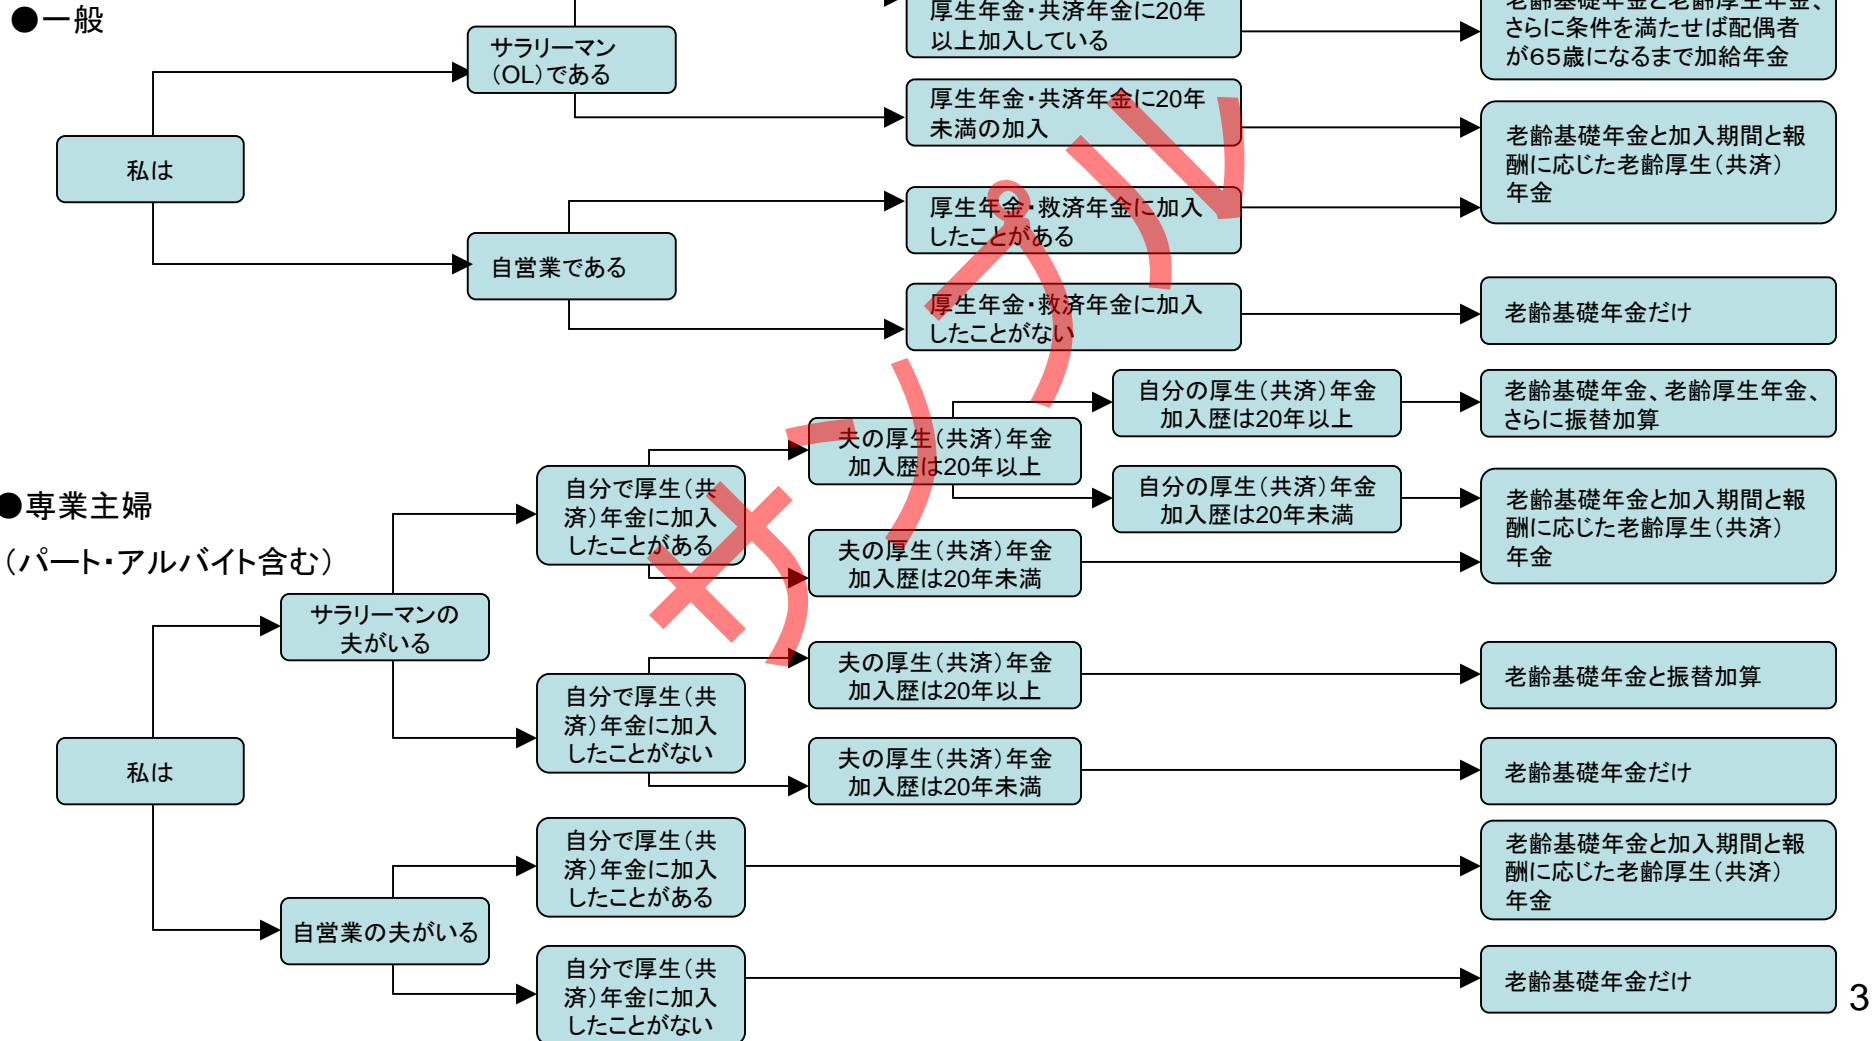 ●一般
サラリーマン
(OL)である
私は
自営業である
厚生年金・共済年金に20年
以上加入している
厚生年金・共済年金に20年
未満の加入
厚生年金・救済年金に加入
したことがある
厚生年金・救済年金に加入
したことがない
老齢基礎年金と老齢厚生年金、
さらに条件を満たせば配偶者
が65歳になるまで加給年金
老齢基礎年金と加入期間と報
酬に応じた老齢厚生(共済)
年金
老齢基礎年金だけ
●専業主婦
(パート・アルバイト含む)
私は
サラリーマンの
夫がいる
自営業の夫がいる
自分で厚生(共
済)年金に加入
したことがある
自分で厚生(共
済)年金に加入
したことがない
自分で厚生(共
済)年金に加入
したことがある
自分で厚生(共
済)年金に加入
したことがない
夫の厚生(共済)年金
加入歴は20年以上
夫の厚生(共済)年金
加入歴は20年未満
夫の厚生(共済)年金
加入歴は20年以上
夫の厚生(共済)年金
加入歴は20年未満
自分の厚生(共済)年金
加入歴は20年以上
自分の厚生(共済)年金
加入歴は20年未満
老齢基礎年金、老齢厚生年金、
さらに振替加算
老齢基礎年金と加入期間と報
酬に応じた老齢厚生(共済)
年金
老齢基礎年金と振替加算
老齢基礎年金だけ
老齢基礎年金と加入期間と報
酬に応じた老齢厚生(共済)
年金
老齢基礎年金だけ
サンプル
3